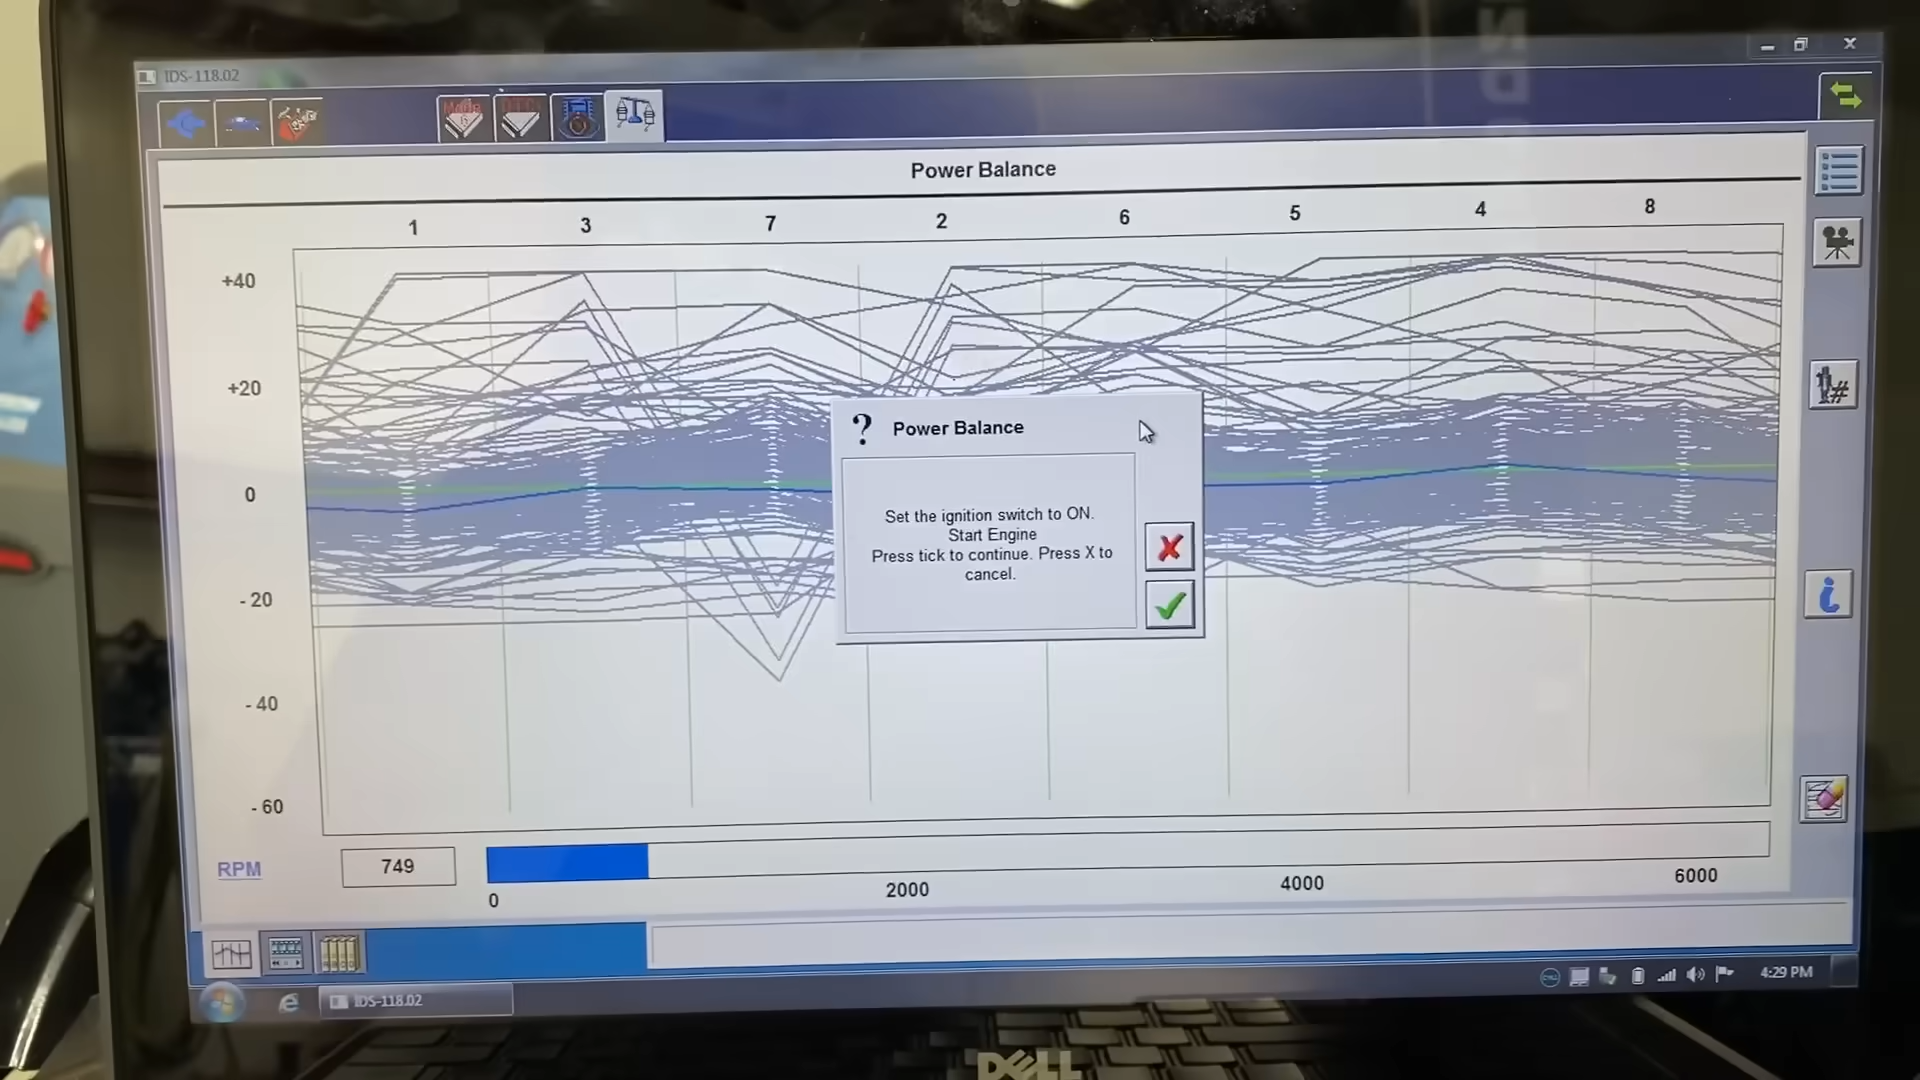 IDS-118.02
Mode
6
Power Balance
1 3 7 2 6 5 4 8
+40
+20
0
- 20
- 40
- 60
? Power Balance
Set the ignition switch to ON.
Start Engine
Press tick to continue. Press X to
cancel.
#
i
RPM 749
0 2000 4000 6000
IDS-118.02
4:29 PM
DELL